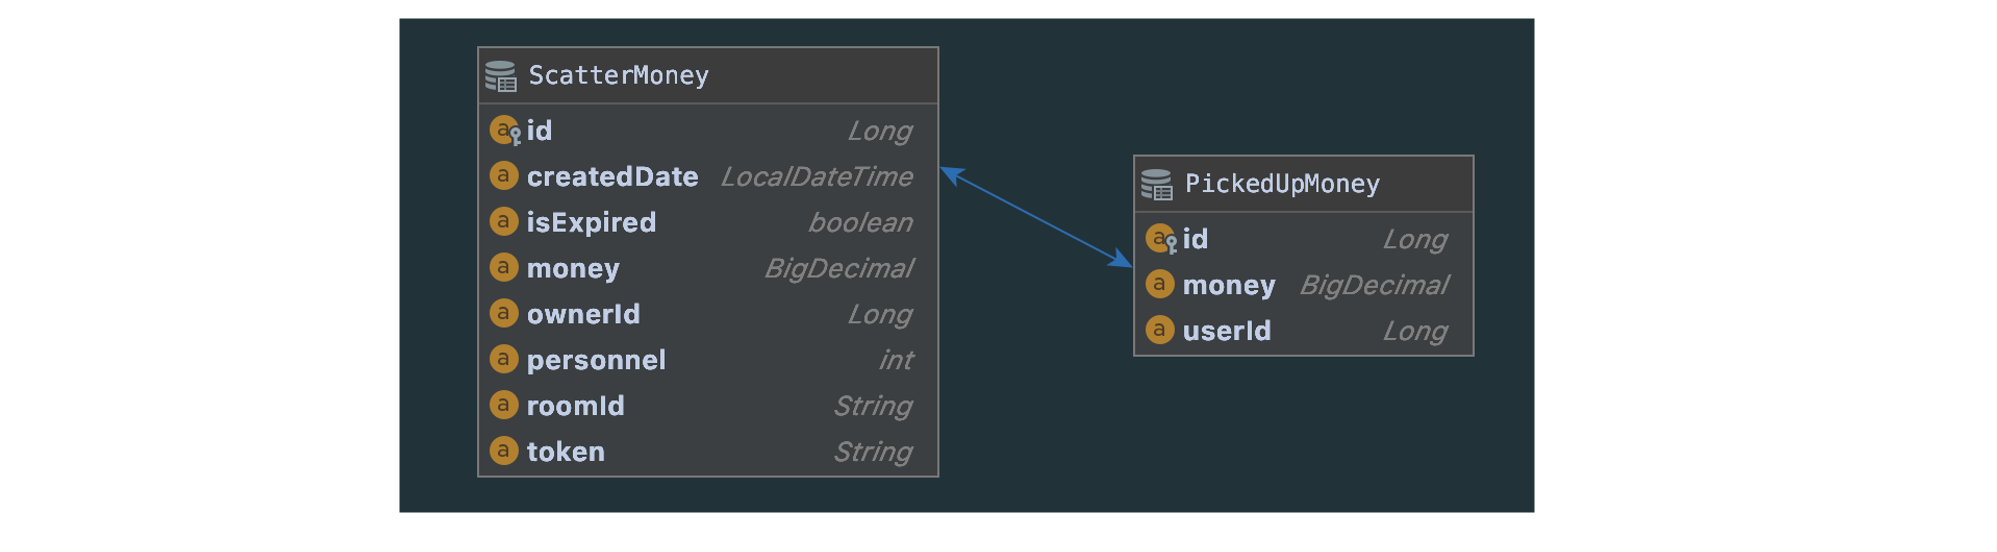 ScatterMoney
id Long
createdDate LocalDateTime
isExpired boolean
money BigDecimal
ownerId Long
personnel int
roomId String
token String
PickedUpMoney
id Long
money BigDecimal
userId Long